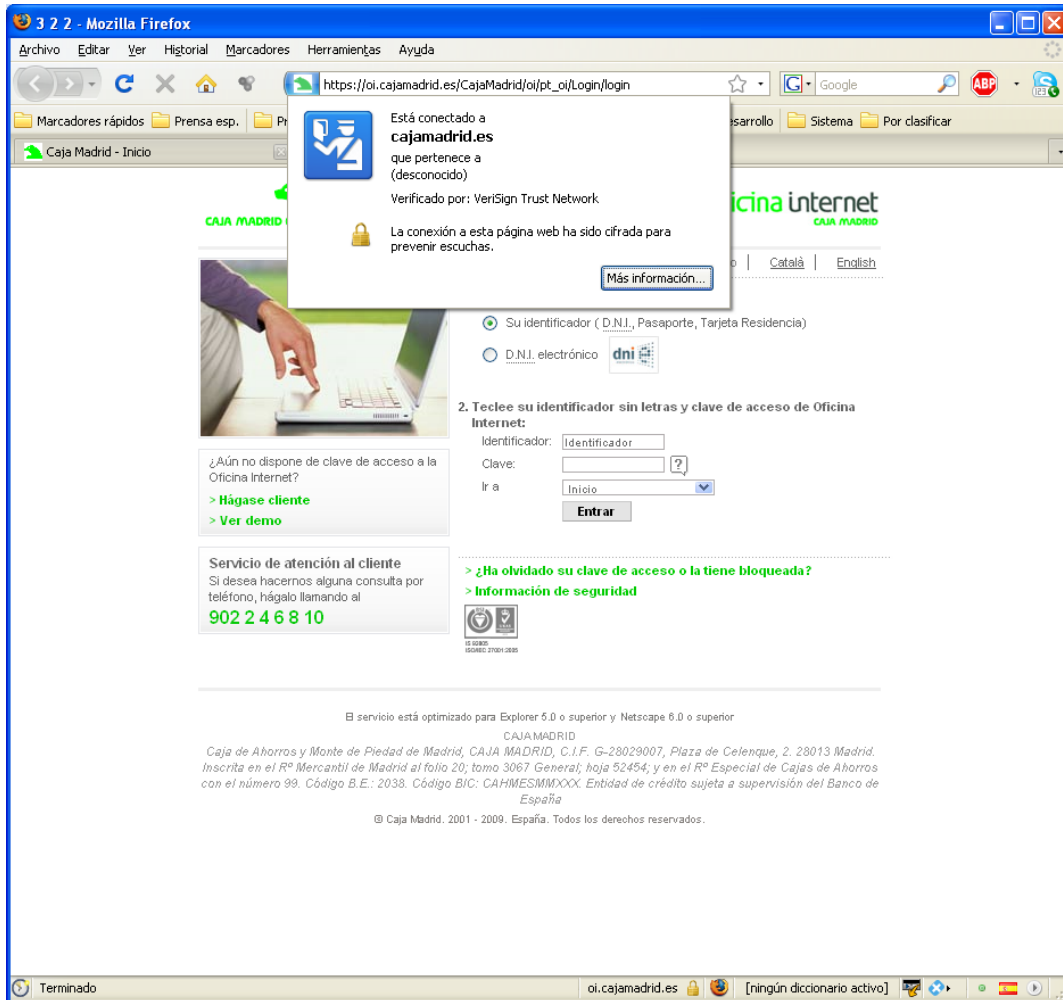 3 2 2 - Mozilla Firefox
Archivo Editar Ver Historial Marcadores Herramientas Ayuda
https://oi.cajamadrid.es/CajaMadrid/oi/pt_oi/Login/login
G Google
ABP
Marcadores rápidos Prensa esp. Pr esarrollo Sistema Por clasificar
Caja Madrid - Inicio
Está conectado a
cajamadrid.es
que pertenece a
(desconocido)
Verificado por: VeriSign Trust Network
La conexión a esta página web ha sido cifrada para
prevenir escuchas.
Más información...
CAJA MADRID
icina internet
CAJA MADRID
Català English
Su identificador ( D.N.I., Pasaporte, Tarjeta Residencia)
D.N.I. electrónico dni
2. Teclee su identificador sin letras y clave de acceso de Oficina
Internet:
Identificador: Identificador
Clave: ?
Ir a Inicio
Entrar
¿Aún no dispone de clave de acceso a la
Oficina Internet?
> Hágase cliente
> Ver demo
Servicio de atención al cliente
Si desea hacernos alguna consulta por
teléfono, hágalo llamando al
902 2 4 6 8 10
> ¿Ha olvidado su clave de acceso o la tiene bloqueada?
> Información de seguridad
ISO/IEC 27001:2005
El servicio está optimizado para Explorer 5.0 o superior y Netscape 6.0 o superior
CAJA MADRID
Caja de Ahorros y Monte de Piedad de Madrid, CAJA MADRID, C.I.F. G-28029007, Plaza de Celenque, 2. 28013 Madrid.
Inscrita en el Rº Mercantil de Madrid al folio 20; tomo 3067 General; hoja 52454; y en el Rº Especial de Cajas de Ahorros
con el número 99. Código B.E.: 2038. Código BIC: CAHMESMMXXX. Entidad de crédito sujeta a supervisión del Banco de
España
© Caja Madrid. 2001 - 2009. España. Todos los derechos reservados.
Terminado oi.cajamadrid.es [ningún diccionario activo]